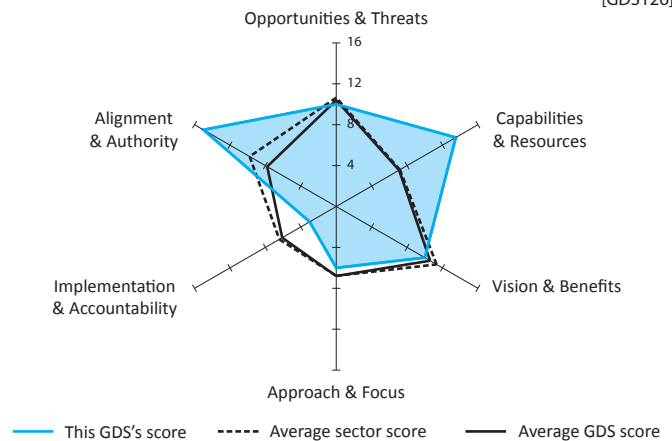 [GDS126]
Opportunities & Threats
16
12
8
4
Alignment
& Authority
Capabilities
& Resources
Implementation
& Accountability
Vision & Benefits
Approach & Focus
This GDS's score
Average sector score
Average GDS score